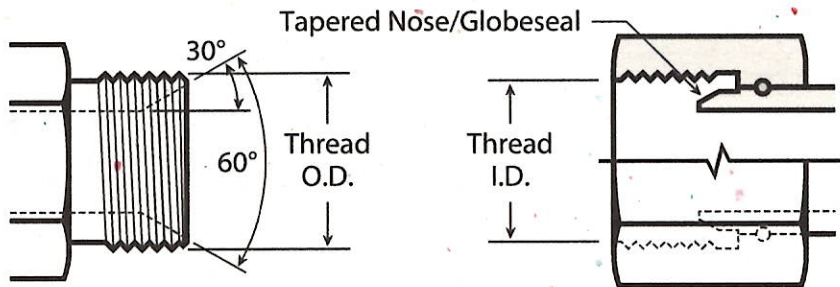 Tapered Nose/Globeseal
30°
60°
Thread
O.D.
Thread
I.D.